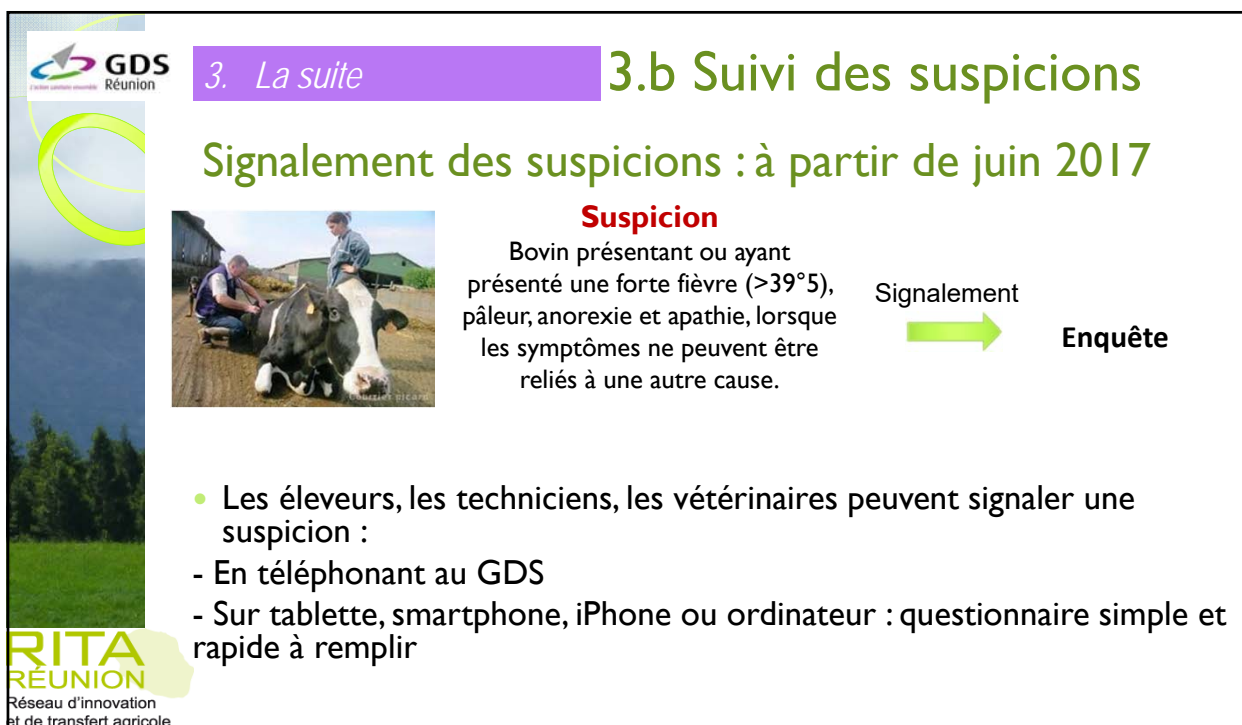 GDS
Réunion
3. La suite
3.b Suivi des suspicions
Signalement des suspicions : à partir de juin 2017
Suspicion
Bovin présentant ou ayant
présenté une forte fièvre (>39°5),
pâleur, anorexie et apathie, lorsque
les symptômes ne peuvent être
reliés à une autre cause.
Signalement
Enquête
• Les éleveurs, les techniciens, les vétérinaires peuvent signaler une
suspicion :
- En téléphonant au GDS
- Sur tablette, smartphone, iPhone ou ordinateur : questionnaire simple et
rapide à remplir
RITA
RÉUNION
Réseau d'innovation
et de transfert agricole